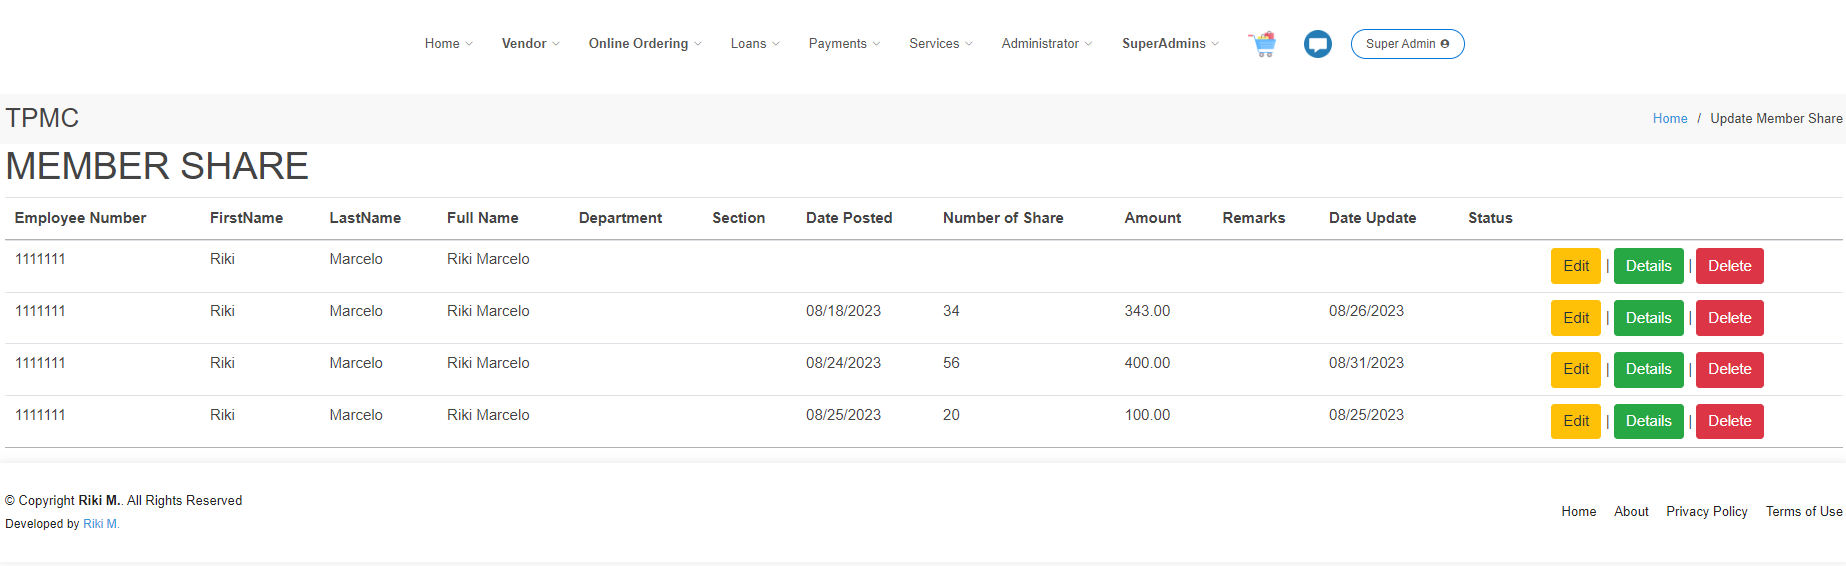 Home Vendor Online Ordering Loans Payments Services Administrator SuperAdmins Super Admin
TPMC Home / Update Member Share
MEMBER SHARE
Employee Number FirstName LastName Full Name Department Section Date Posted Number of Share Amount Remarks Date Update Status
1111111 Riki Marcelo Riki Marcelo Edit | Details | Delete
1111111 Riki Marcelo Riki Marcelo 08/18/2023 34 343.00 08/26/2023 Edit | Details | Delete
1111111 Riki Marcelo Riki Marcelo 08/24/2023 56 400.00 08/31/2023 Edit | Details | Delete
1111111 Riki Marcelo Riki Marcelo 08/25/2023 20 100.00 08/25/2023 Edit | Details | Delete
© Copyright Riki M.. All Rights Reserved
Developed by Riki M.
Home About Privacy Policy Terms of Use